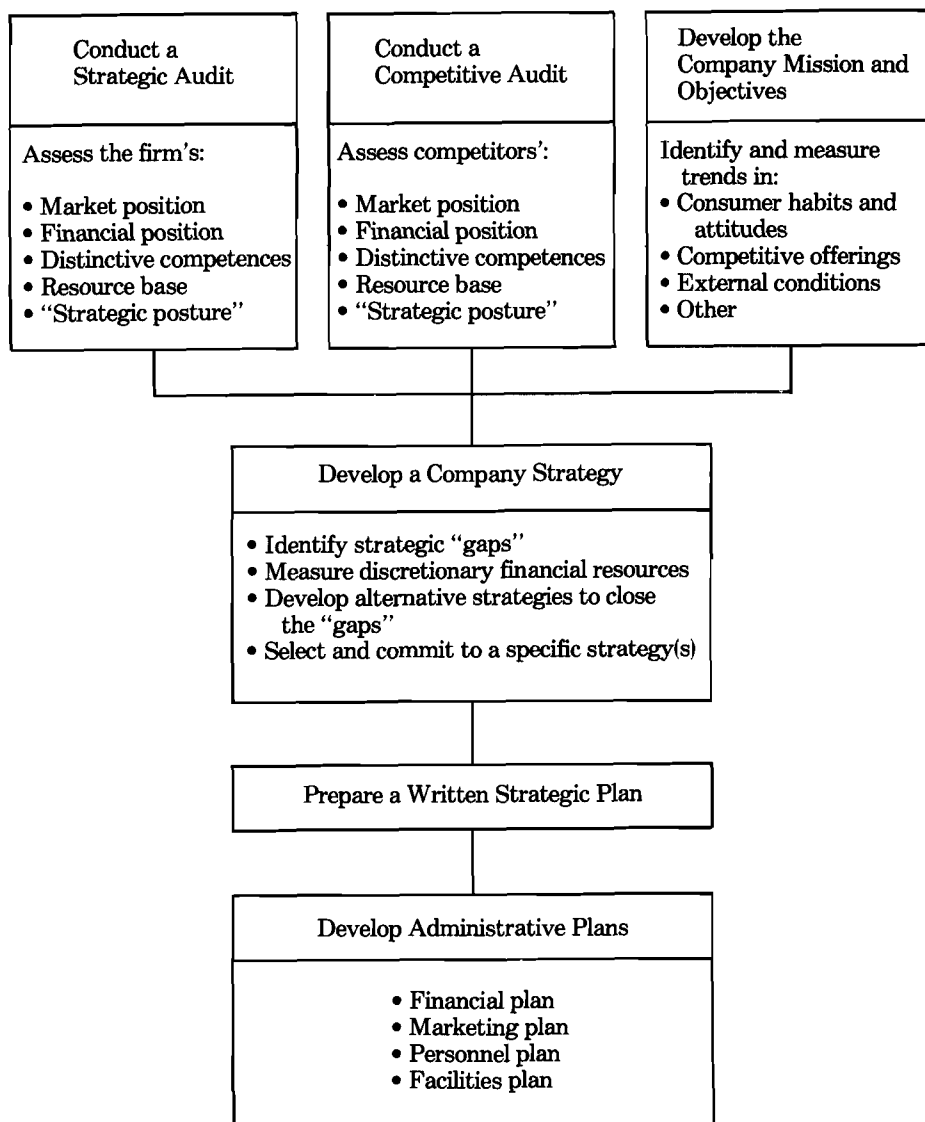 Conduct a
Strategic Audit
Assess the firm's:
• Market position
• Financial position
• Distinctive competences
• Resource base
• “Strategic posture”
Conduct a
Competitive Audit
Assess competitors':
• Market position
• Financial position
• Distinctive competences
• Resource base
• “Strategic posture”
Develop the
Company Mission and
Objectives
Identify and measure
trends in:
• Consumer habits and
attitudes
• Competitive offerings
• External conditions
• Other
Develop a Company Strategy
• Identify strategic “gaps”
• Measure discretionary financial resources
• Develop alternative strategies to close
the “gaps”
• Select and commit to a specific strategy(s)
Prepare a Written Strategic Plan
Develop Administrative Plans
• Financial plan
• Marketing plan
• Personnel plan
• Facilities plan